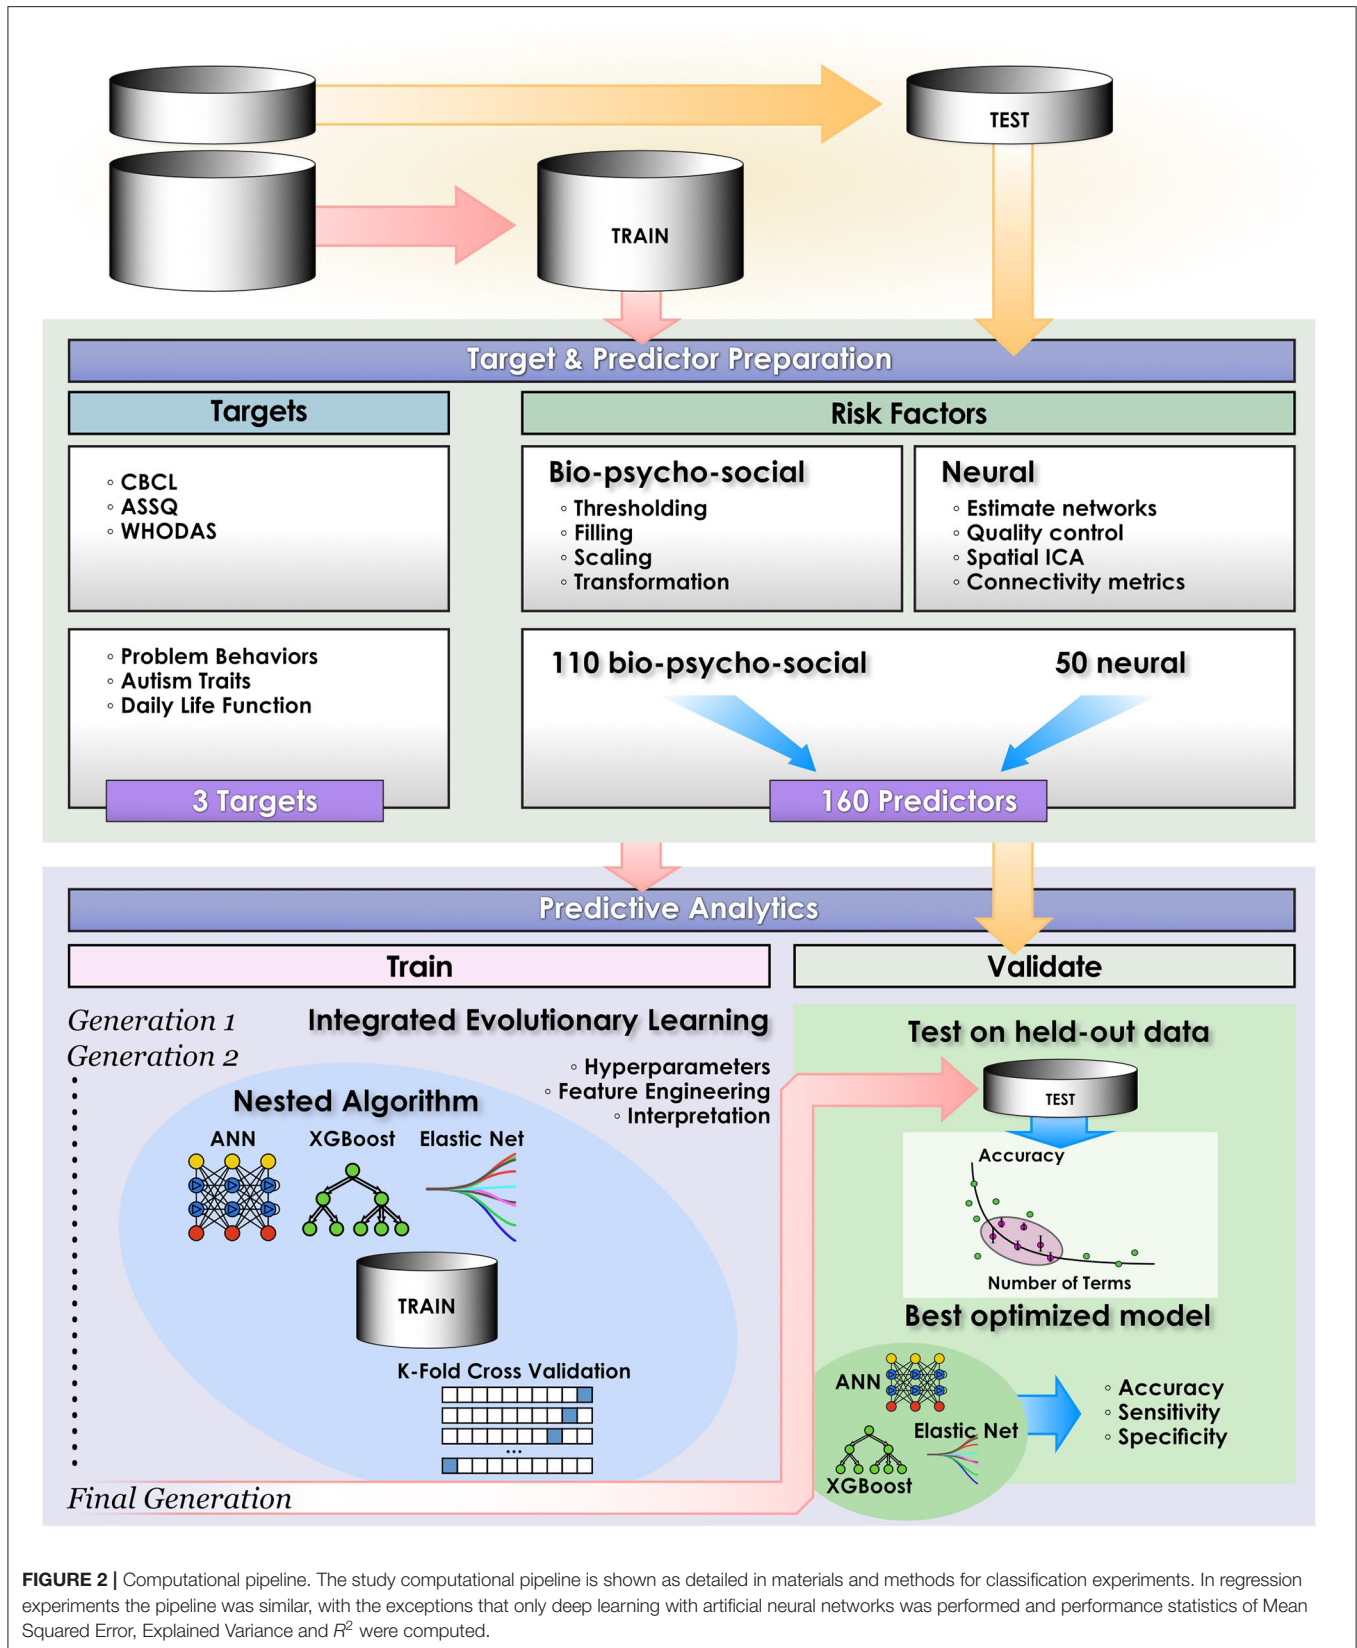 TEST
TRAIN
Target & Predictor Preparation
Targets
◦ CBCL
◦ ASSQ
◦ WHODAS
◦ Problem Behaviors
◦ Autism Traits
◦ Daily Life Function
3 Targets
Risk Factors
Bio-psycho-social
◦ Thresholding
◦ Filling
◦ Scaling
◦ Transformation
Neural
◦ Estimate networks
◦ Quality control
◦ Spatial ICA
◦ Connectivity metrics
110 bio-psycho-social
50 neural
160 Predictors
Predictive Analytics
Train
Generation 1
Generation 2
Integrated Evolutionary Learning
◦ Hyperparameters
◦ Feature Engineering
◦ Interpretation
Nested Algorithm
ANN
XGBoost
Elastic Net
TRAIN
K-Fold Cross Validation
...
Final Generation
Validate
Test on held-out data
TEST
Accuracy
Number of Terms
Best optimized model
ANN
Elastic Net
XGBoost
◦ Accuracy
◦ Sensitivity
◦ Specificity
FIGURE 2 | Computational pipeline. The study computational pipeline is shown as detailed in materials and methods for classification experiments. In regression
experiments the pipeline was similar, with the exceptions that only deep learning with artificial neural networks was performed and performance statistics of Mean
Squared Error, Explained Variance and R² were computed.